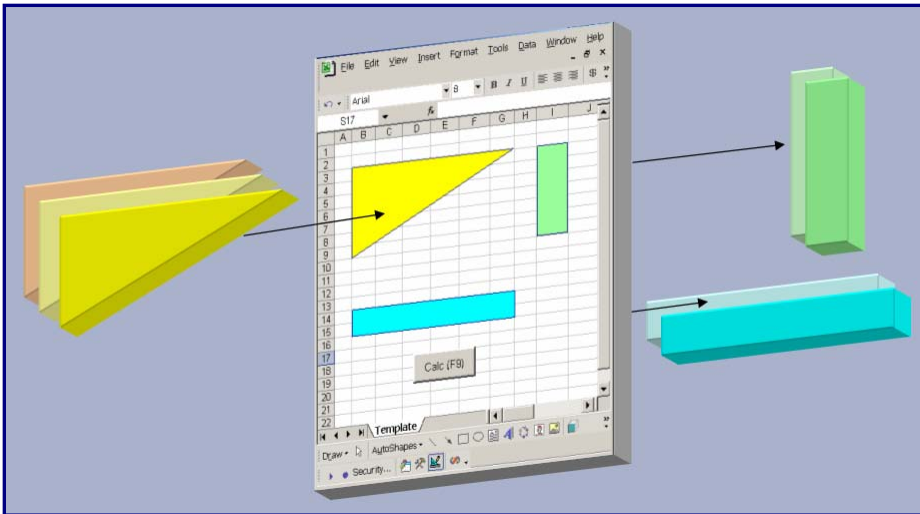 File Edit View Insert Format Tools Data Window Help
Arial 8 B I U $
S17 fx
A B C D E F G H I J
1
2
3
4
5
6
7
8
9
10
11
12
13
14
15
16
17
18
19
20
21
22
Calc (F9)
Template
Draw AutoShapes
Security...